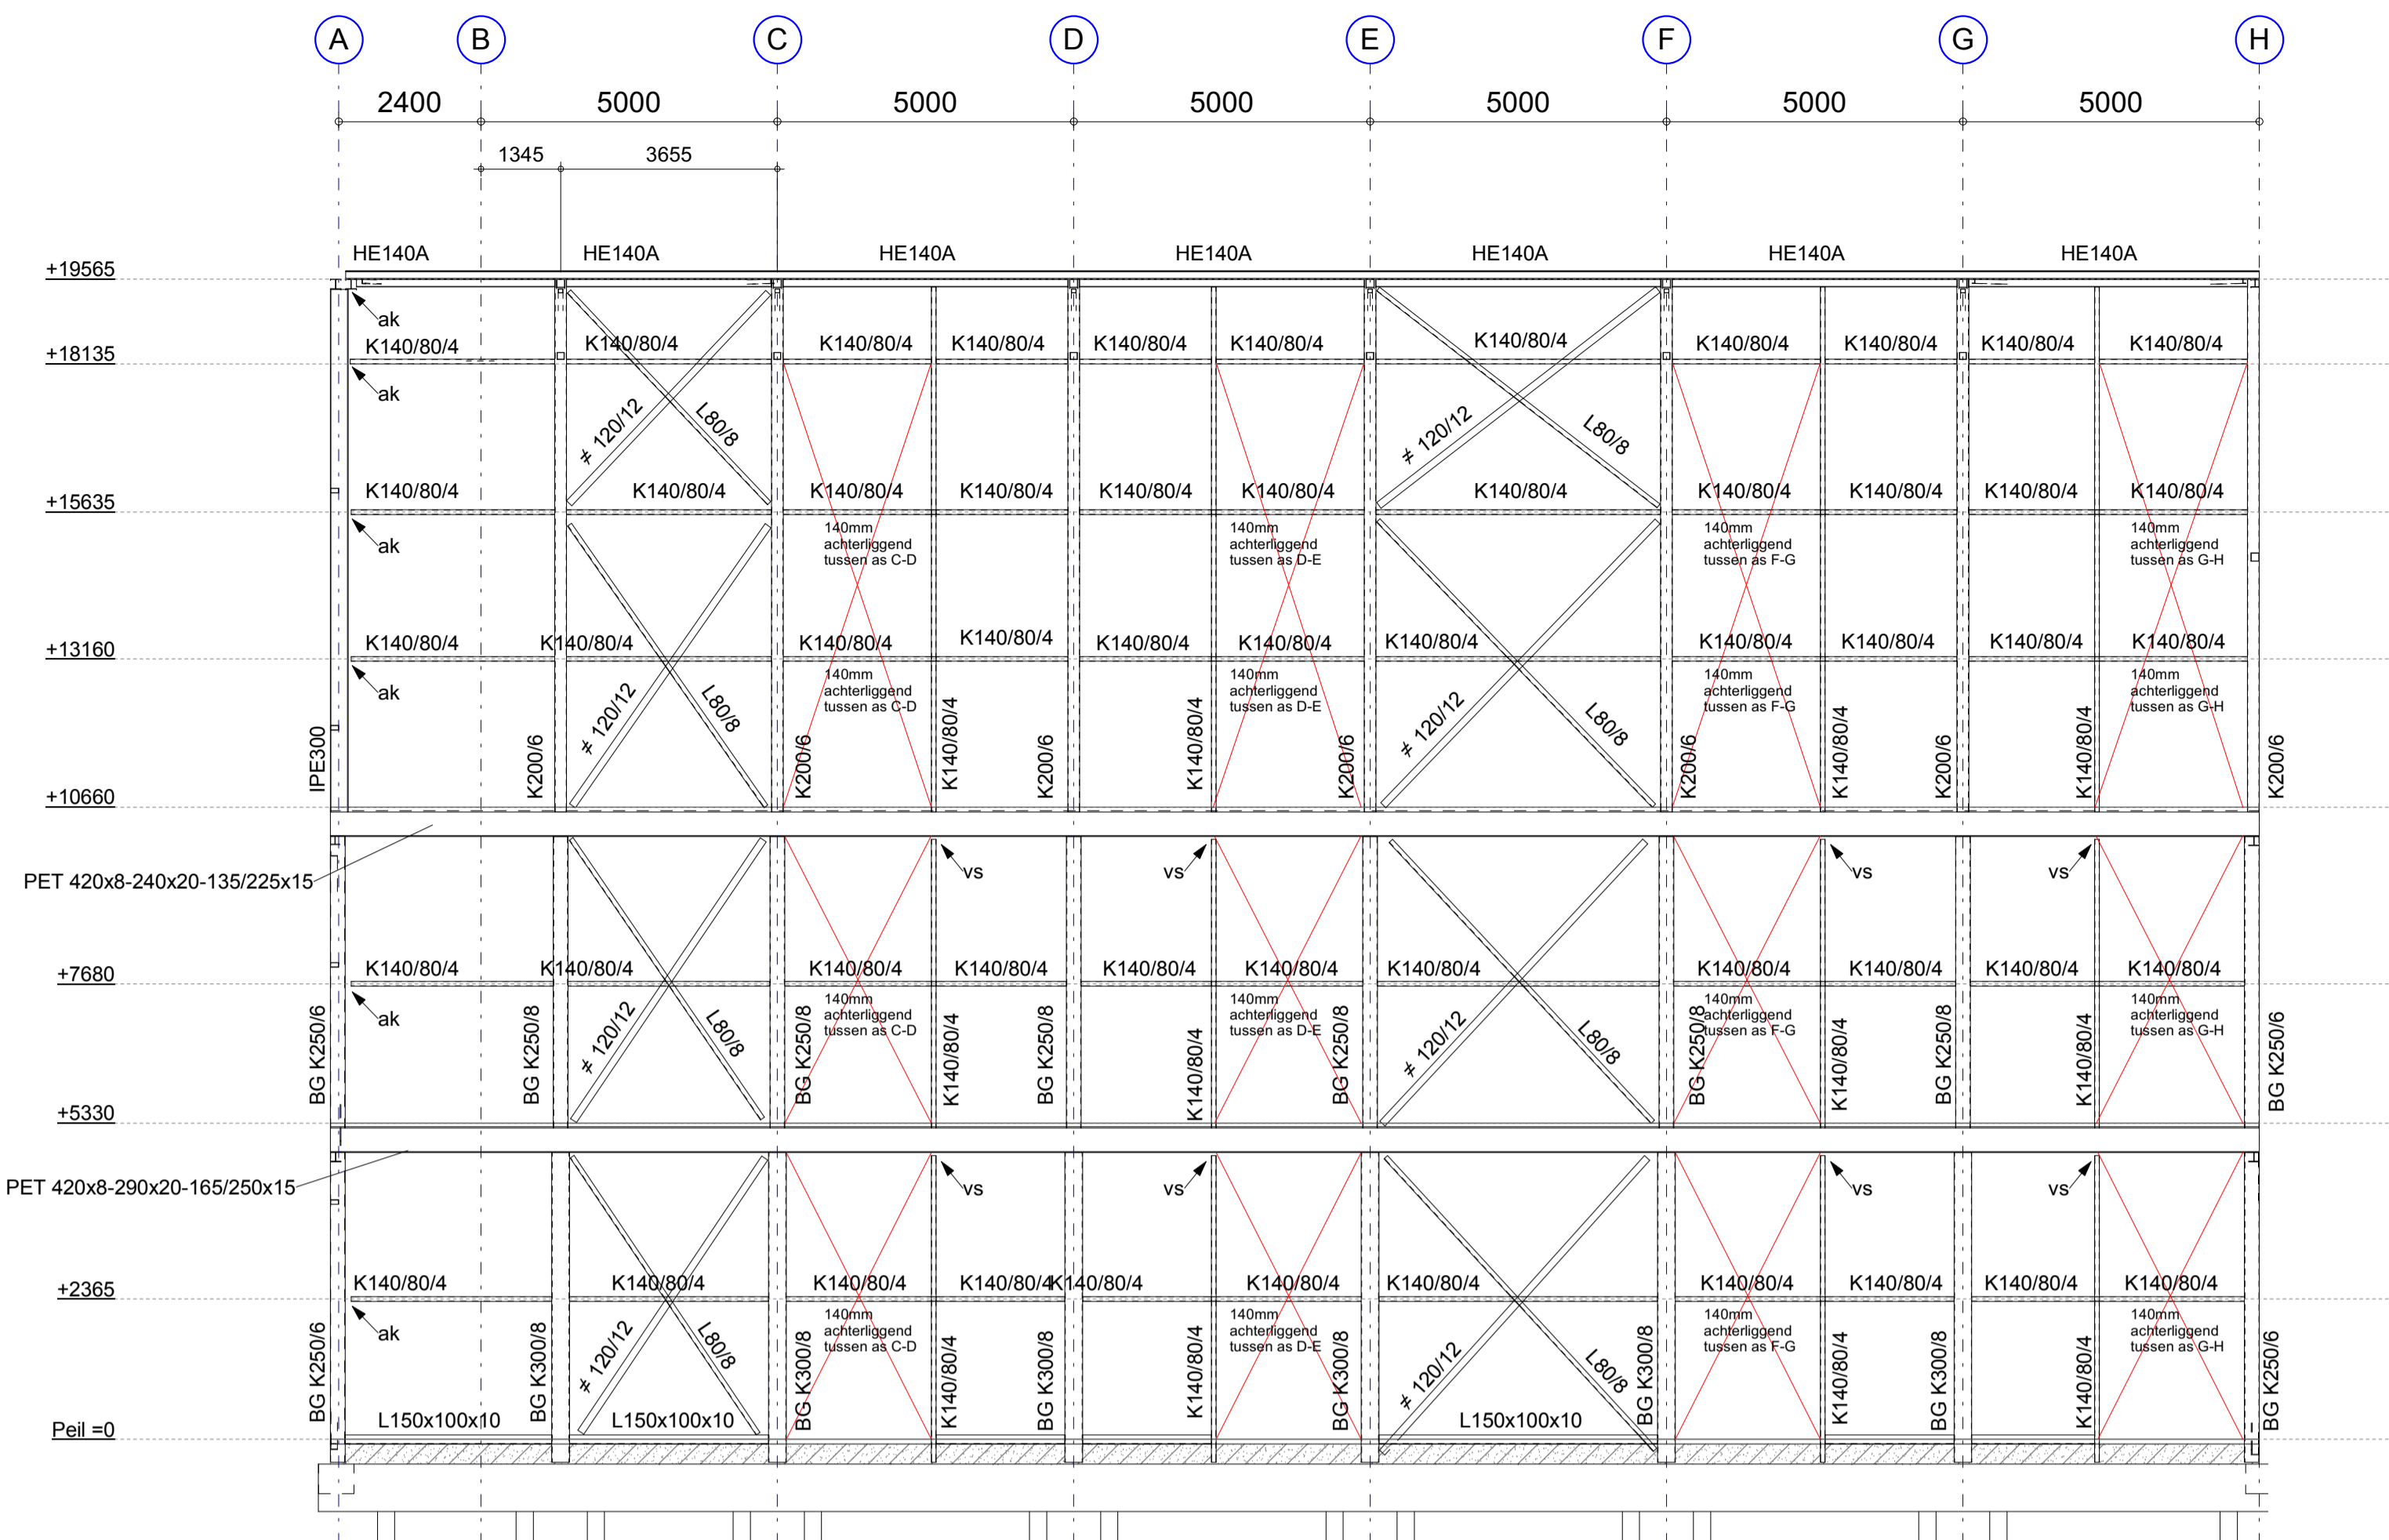 A B C D E F G H
2400 5000 5000 5000 5000 5000 5000
1345 3655
HE140A HE140A HE140A HE140A HE140A HE140A HE140A
+19565
ak
K140/80/4 K140/80/4 K140/80/4 K140/80/4 K140/80/4 K140/80/4 K140/80/4 K140/80/4 K140/80/4 K140/80/4 K140/80/4
+18135
ak
≠ 120/12 L80/8 ≠ 120/12 L80/8
K140/80/4 K140/80/4 K140/80/4 K140/80/4 K140/80/4 K140/80/4 K140/80/4 K140/80/4 K140/80/4 K140/80/4 K140/80/4
+15635
140mm 140mm 140mm 140mm
ak achterliggend achterliggend achterliggend achterliggend
tussen as C-D tussen as D-E tussen as F-G tussen as G-H
K140/80/4 K140/80/4 K140/80/4 K140/80/4 K140/80/4 K140/80/4 K140/80/4 K140/80/4 K140/80/4 K140/80/4 K140/80/4
+13160
140mm 140mm 140mm 140mm
ak achterliggend achterliggend achterliggend achterliggend
tussen as C-D tussen as D-E tussen as F-G tussen as G-H
≠ 120/12 L80/8 ≠ 120/12 L80/8
IPE300 K200/6 K200/6 K140/80/4 K200/6 K140/80/4 K200/6 K200/6 K140/80/4 K200/6 K140/80/4 K200/6
+10660
PET 420x8-240x20-135/225x15
vs vs vs vs
K140/80/4 K140/80/4 K140/80/4 K140/80/4 K140/80/4 K140/80/4 K140/80/4 K140/80/4 K140/80/4 K140/80/4 K140/80/4
+7680
140mm 140mm 140mm 140mm
ak achterliggend achterliggend achterliggend achterliggend
tussen as C-D tussen as D-E tussen as F-G tussen as G-H
≠ 120/12 L80/8 ≠ 120/12 L80/8
BG K250/6 BG K250/8 BG K250/8 K140/80/4 BG K250/8 K140/80/4 BG K250/8 BG K250/8 K140/80/4 BG K250/8 K140/80/4 BG K250/6
+5330
PET 420x8-290x20-165/250x15
vs vs vs vs
K140/80/4 K140/80/4 K140/80/4 K140/80/4 K140/80/4 K140/80/4 K140/80/4 K140/80/4 K140/80/4 K140/80/4 K140/80/4
+2365
140mm 140mm 140mm 140mm
ak achterliggend achterliggend achterliggend achterliggend
tussen as C-D tussen as D-E tussen as F-G tussen as G-H
≠ 120/12 L80/8 ≠ 120/12 L80/8
BG K250/6 BG K300/8 BG K300/8 K140/80/4 BG K300/8 K140/80/4 BG K300/8 BG K300/8 K140/80/4 BG K300/8 K140/80/4 BG K250/6
L150x100x10 L150x100x10 L150x100x10
Peil =0